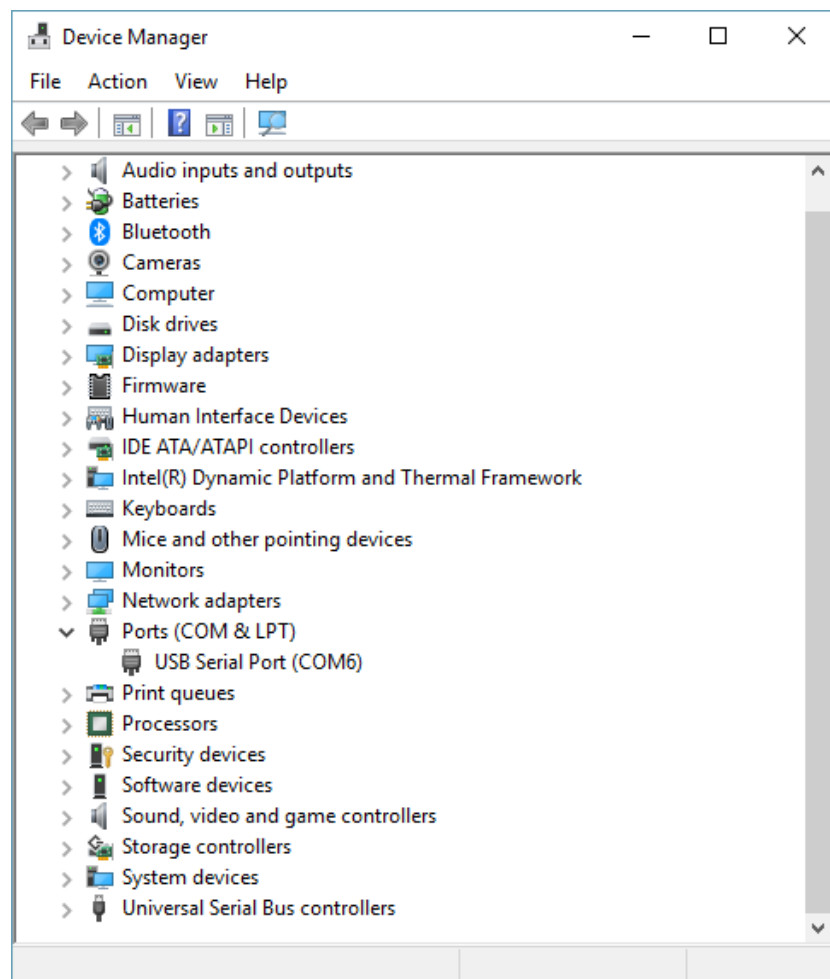 Device Manager
File Action View Help
Audio inputs and outputs
Batteries
Bluetooth
Cameras
Computer
Disk drives
Display adapters
Firmware
Human Interface Devices
IDE ATA/ATAPI controllers
Intel(R) Dynamic Platform and Thermal Framework
Keyboards
Mice and other pointing devices
Monitors
Network adapters
Ports (COM & LPT)
USB Serial Port (COM6)
Print queues
Processors
Security devices
Software devices
Sound, video and game controllers
Storage controllers
System devices
Universal Serial Bus controllers